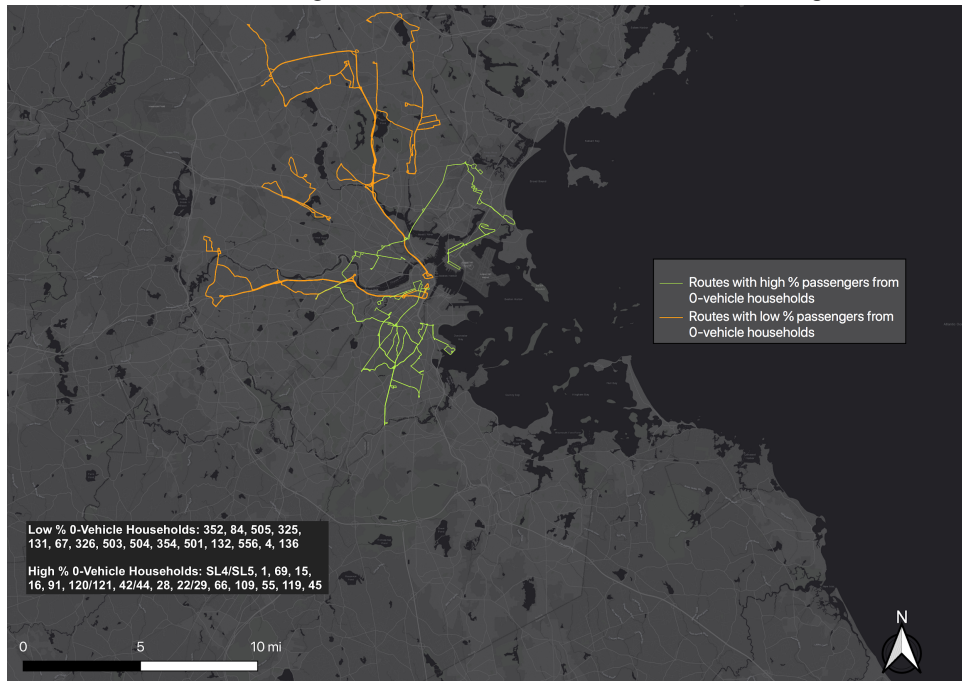 Routes with high % passengers from
0-vehicle households
Routes with low % passengers from
0-vehicle households
Low % 0-Vehicle Households: 352, 84, 505, 325,
131, 67, 326, 503, 504, 354, 501, 132, 556, 4, 136
High % 0-Vehicle Households: SL4/SL5, 1, 69, 15,
16, 91, 120/121, 42/44, 28, 22/29, 66, 109, 55, 119, 45
0 5 10 mi
N